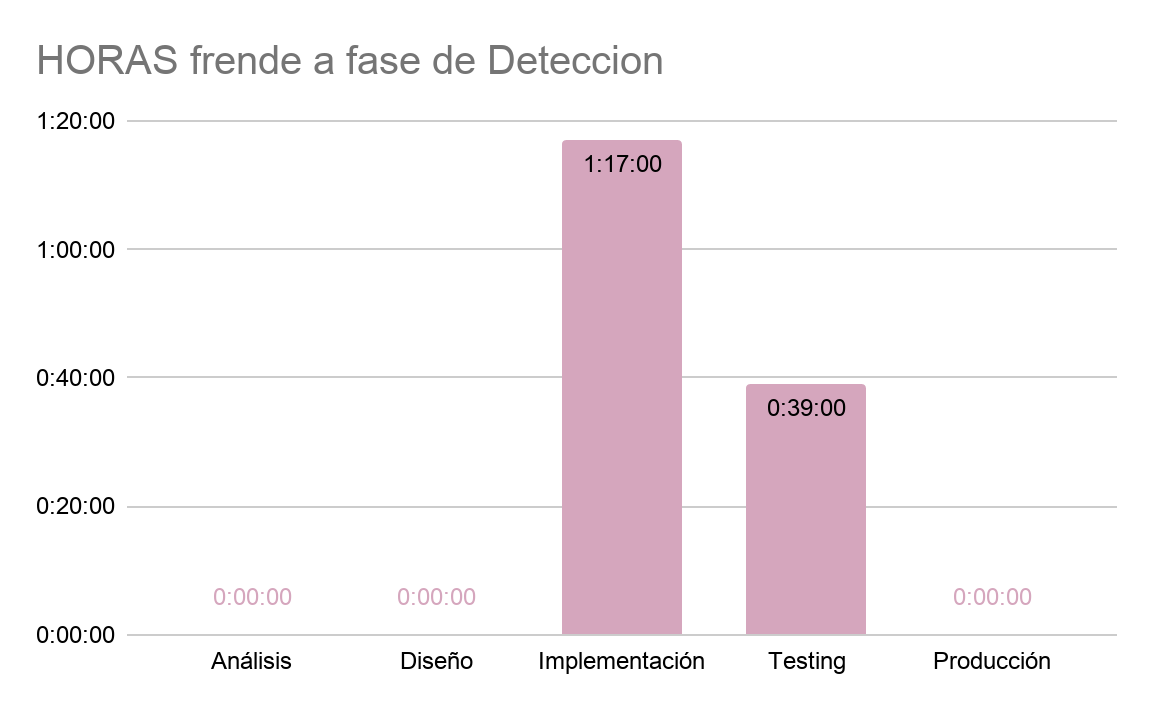 HORAS frende a fase de Deteccion
1:20:00
1:00:00
0:40:00
0:20:00
0:00:00
1:17:00
0:39:00
0:00:00
0:00:00
0:00:00
Análisis
Diseño
Implementación
Testing
Producción